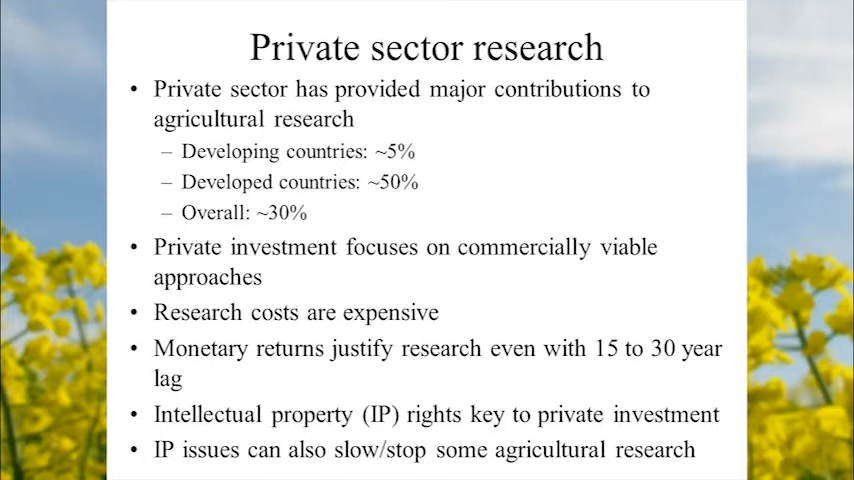 Private sector research
• Private sector has provided major contributions to
agricultural research
– Developing countries: ~5%
– Developed countries: ~50%
– Overall: ~30%
• Private investment focuses on commercially viable
approaches
• Research costs are expensive
• Monetary returns justify research even with 15 to 30 year
lag
• Intellectual property (IP) rights key to private investment
• IP issues can also slow/stop some agricultural research